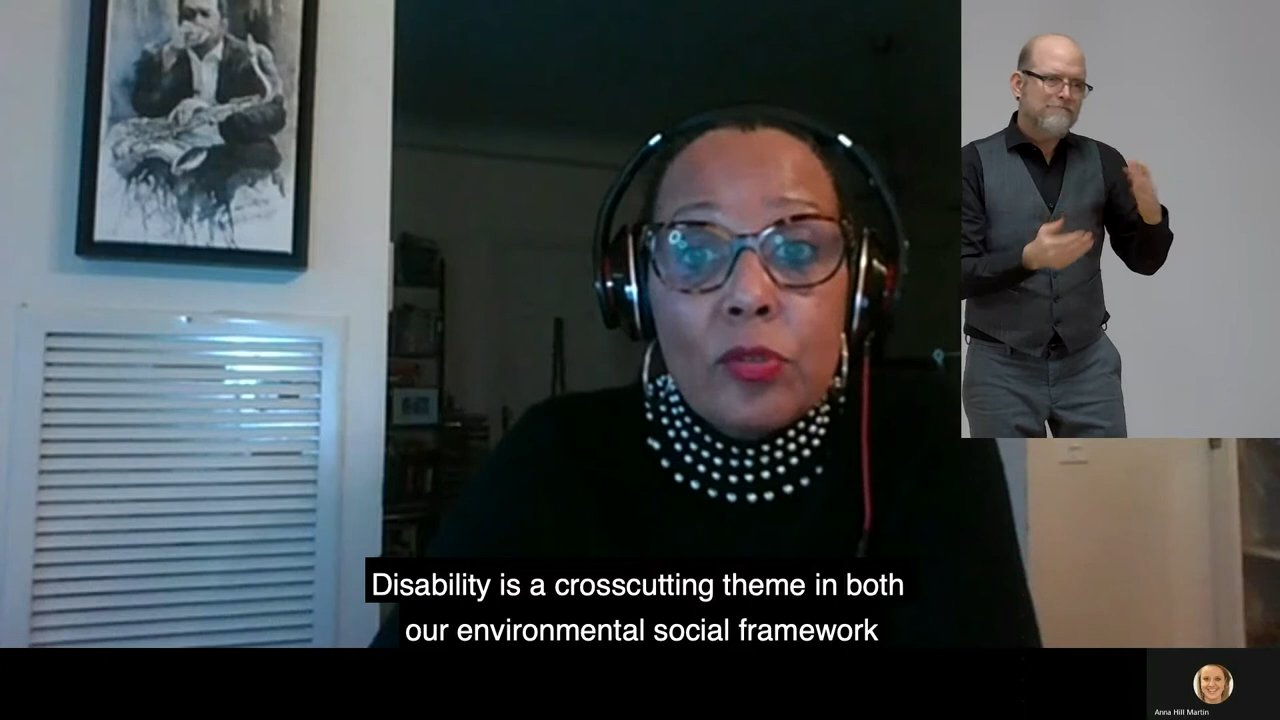 Disability is a crosscutting theme in both
our environmental social framework
Anna Hill Martin